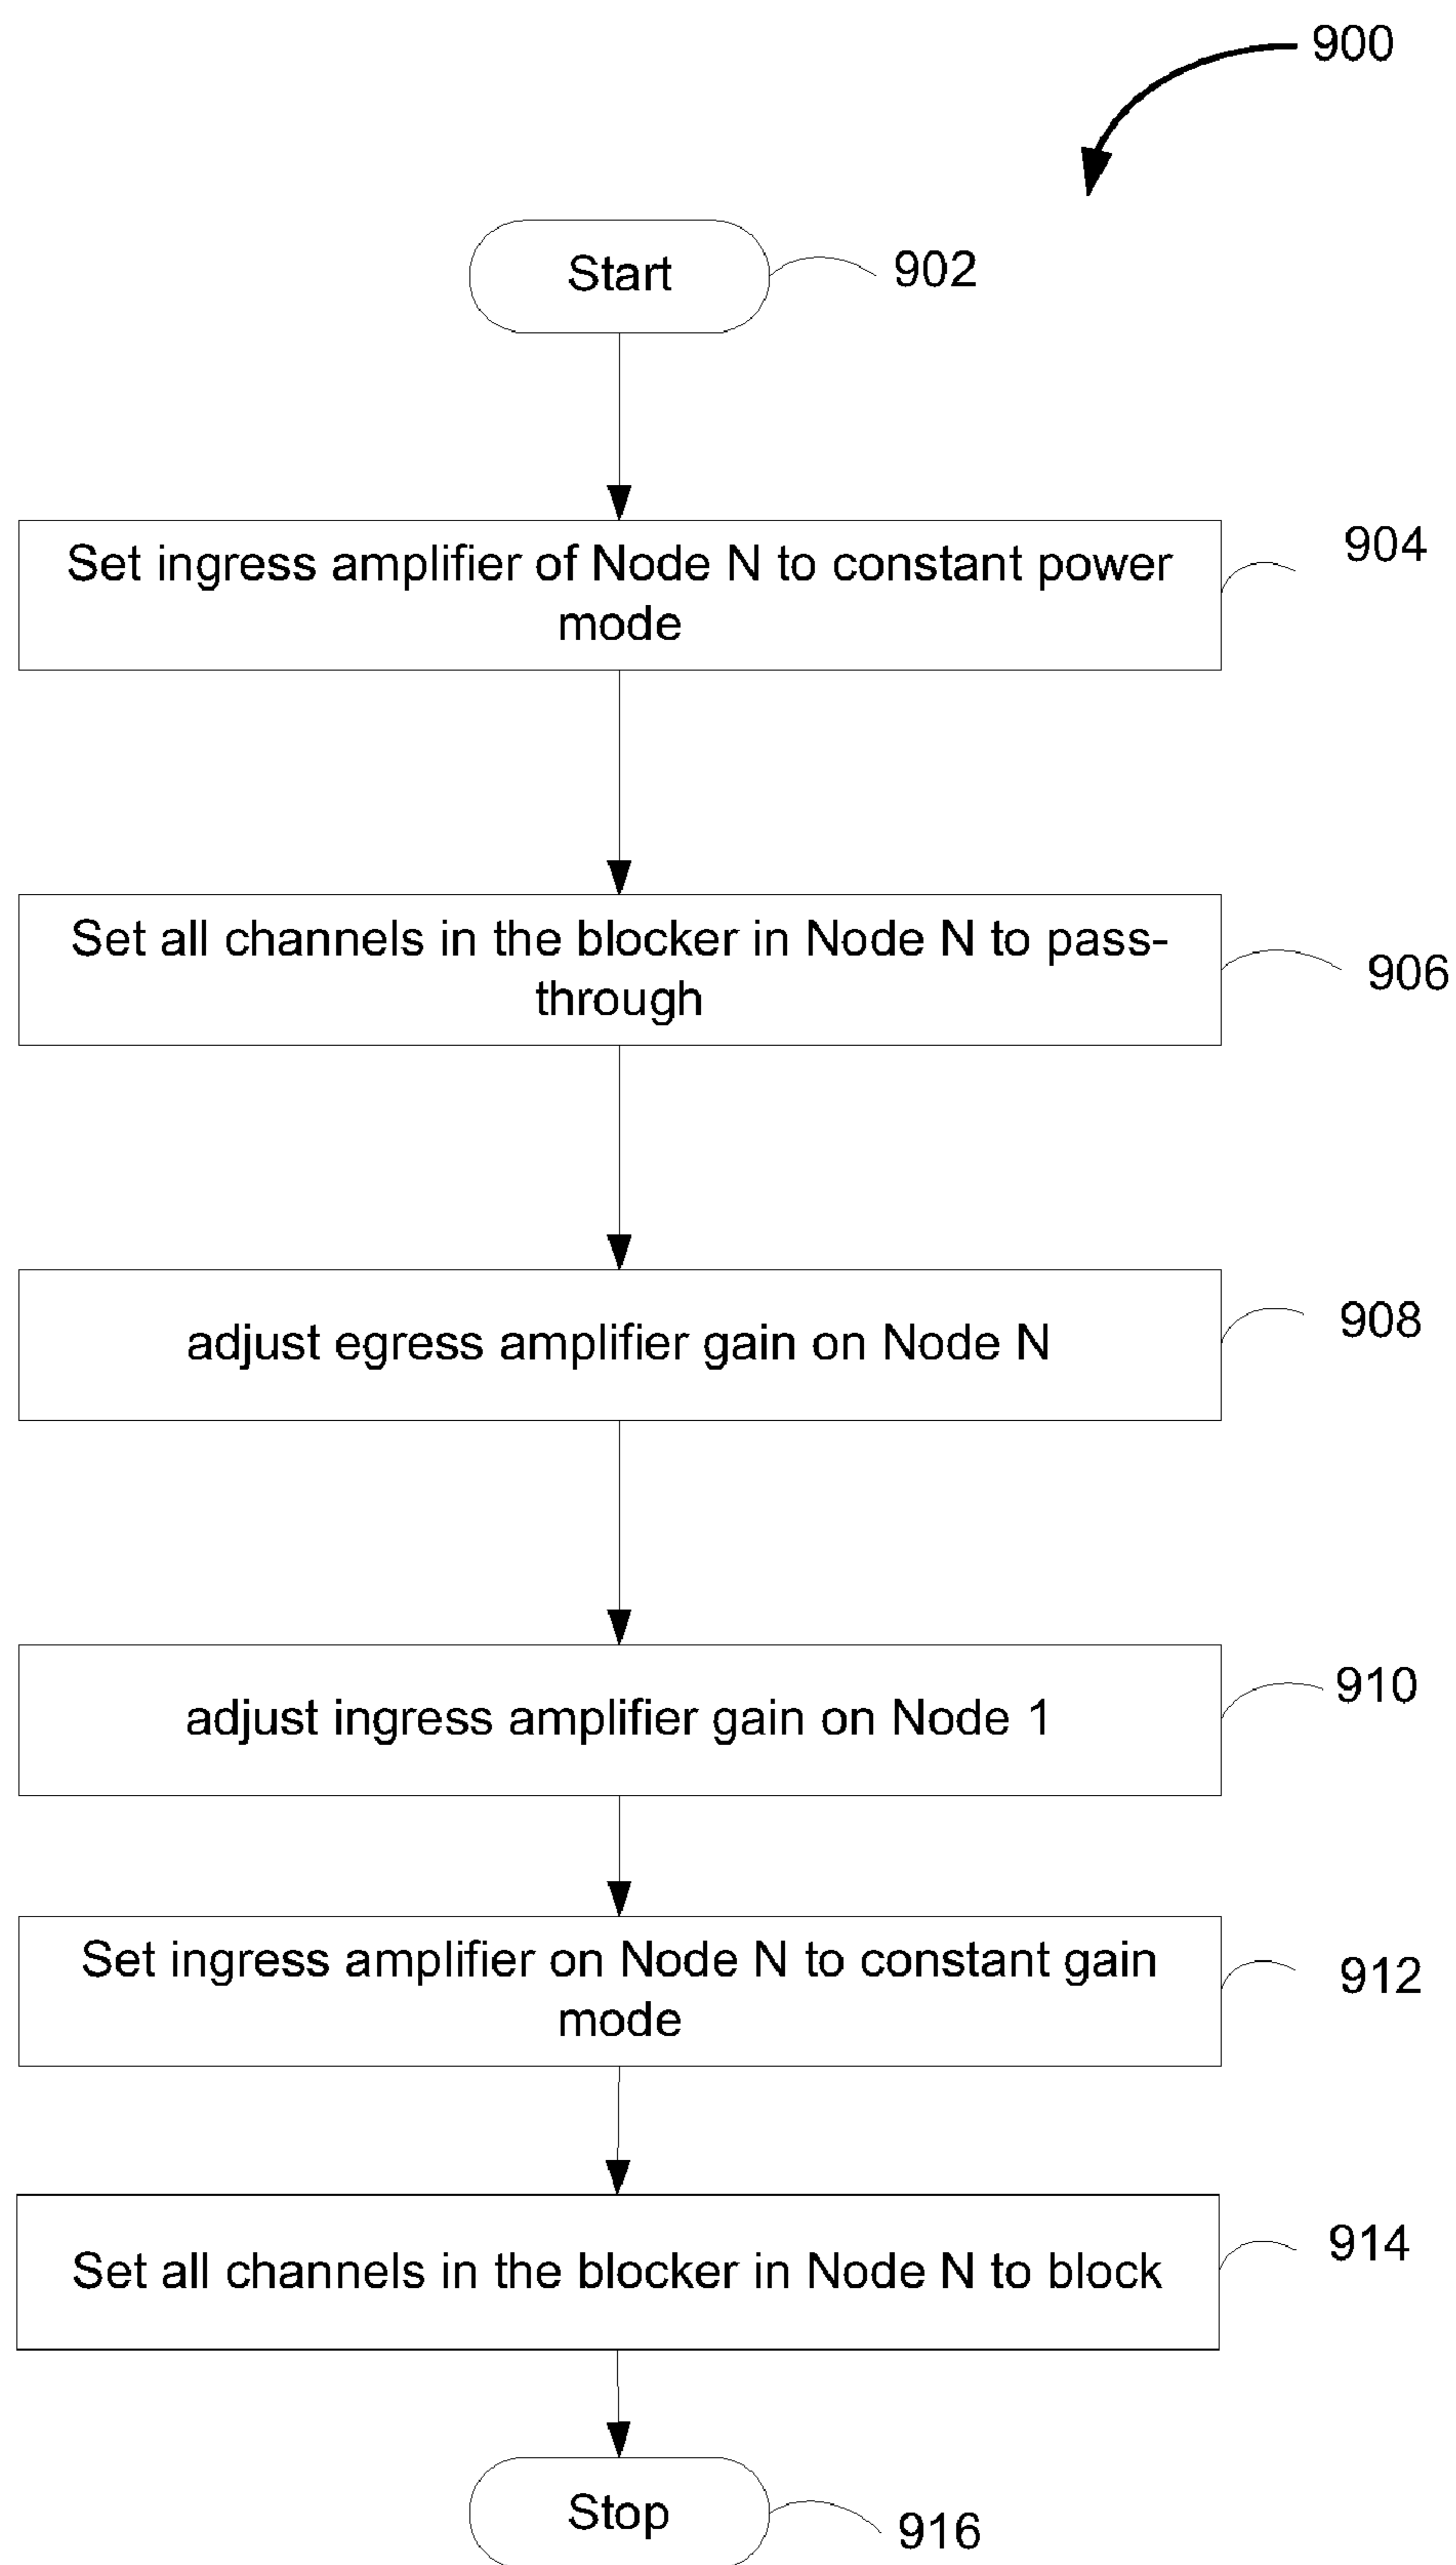 900
Start
902
Set ingress amplifier of Node N to constant power
mode
904
Set all channels in the blocker in Node N to pass-
through
906
adjust egress amplifier gain on Node N
908
adjust ingress amplifier gain on Node 1
910
Set ingress amplifier on Node N to constant gain
mode
912
Set all channels in the blocker in Node N to block
914
Stop
916